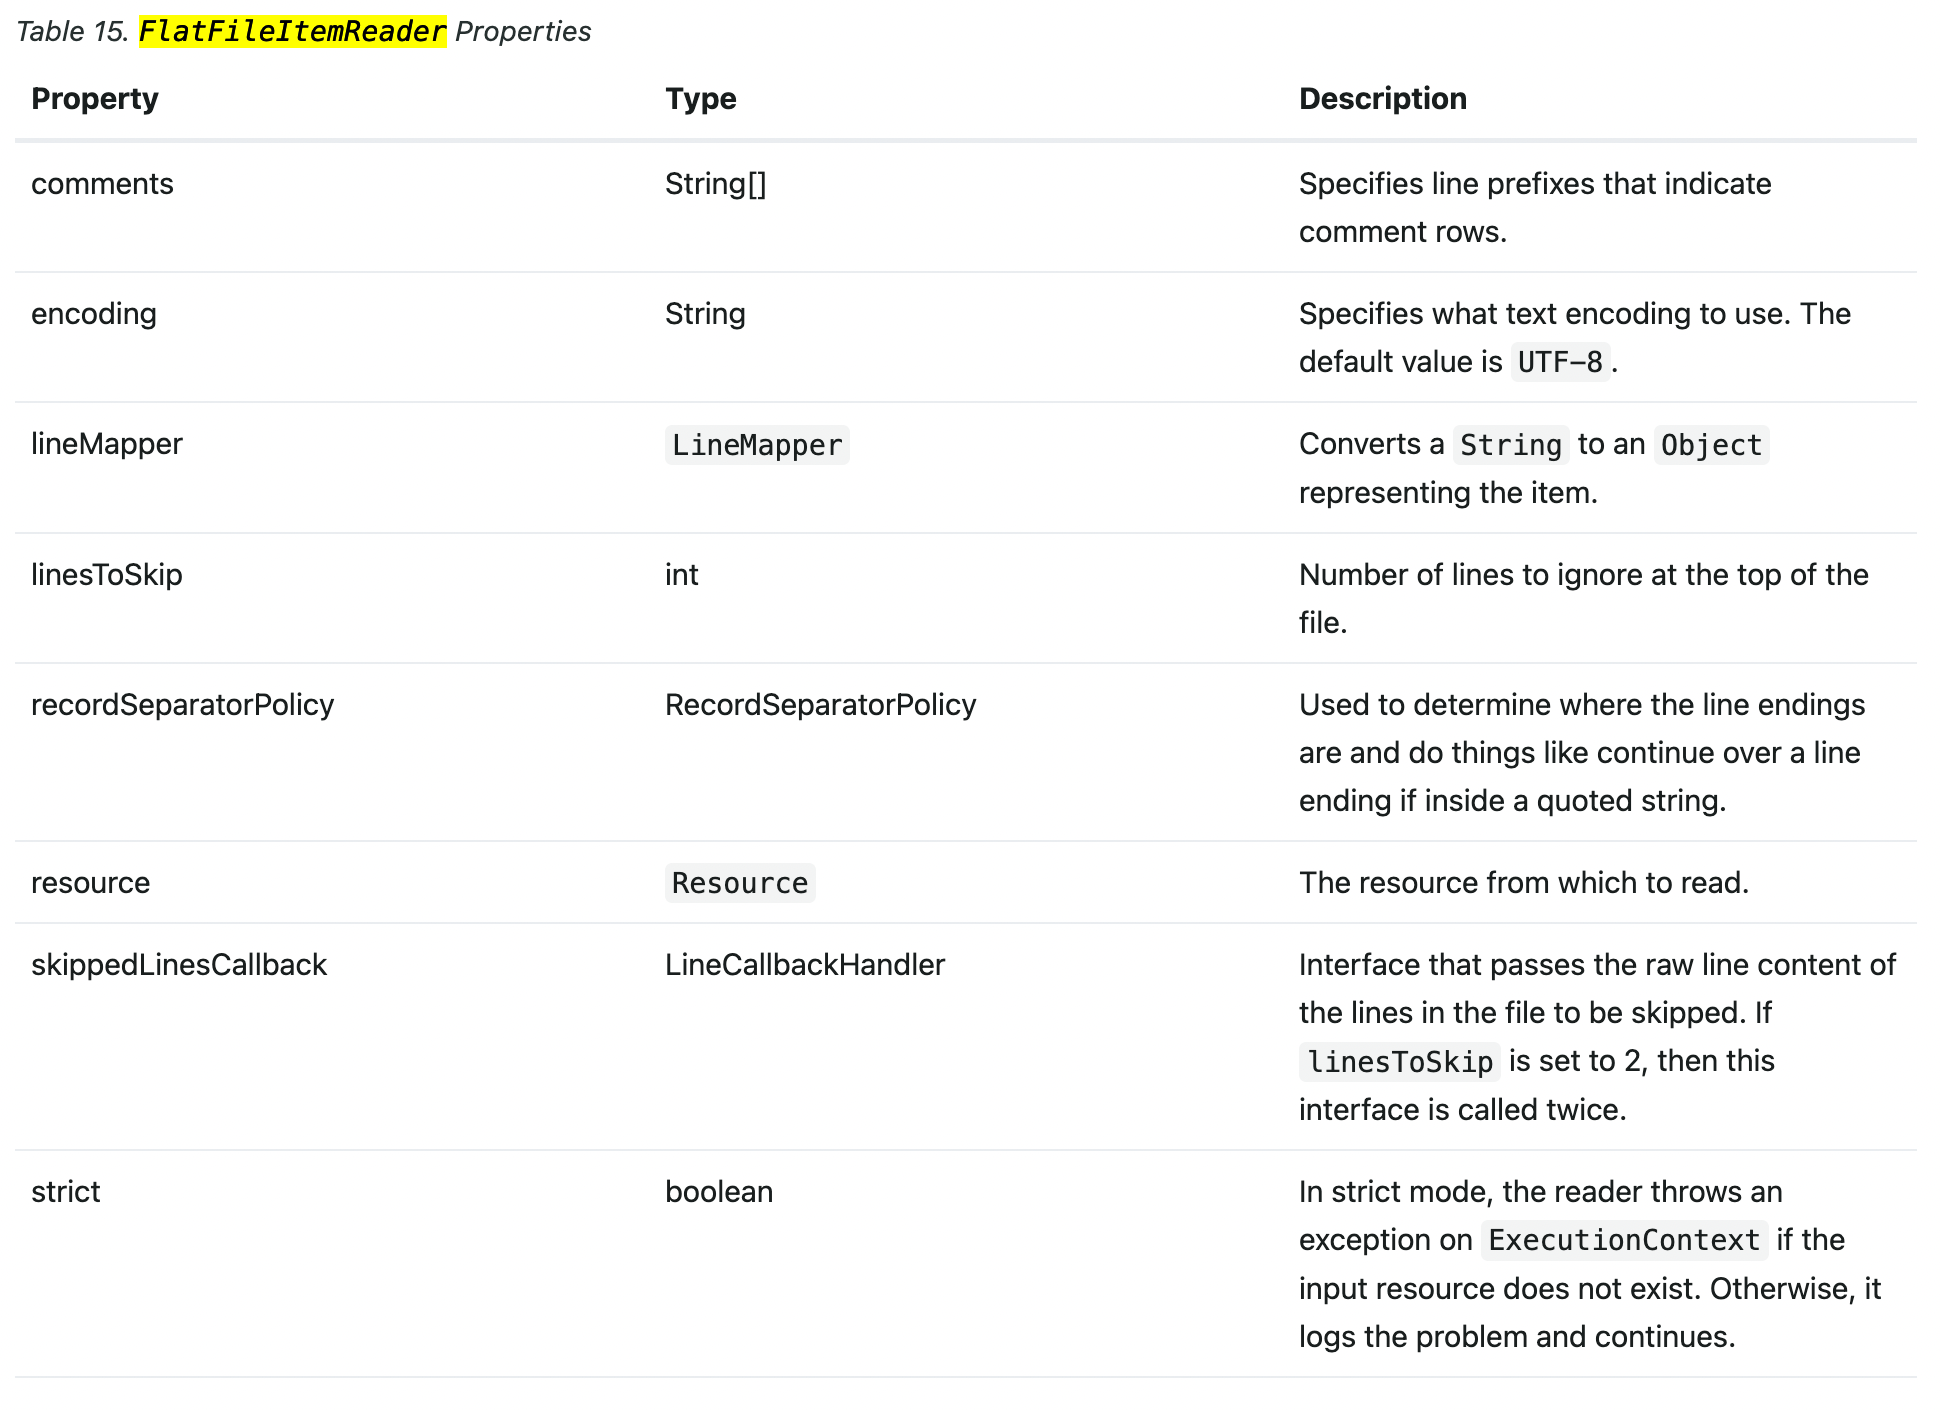 Table 15. FlatFileItemReader Properties
Property Type Description
comments String[] Specifies line prefixes that indicate
comment rows.
encoding String Specifies what text encoding to use. The
default value is UTF-8.
lineMapper LineMapper Converts a String to an Object
representing the item.
linesToSkip int Number of lines to ignore at the top of the
file.
recordSeparatorPolicy RecordSeparatorPolicy Used to determine where the line endings
are and do things like continue over a line
ending if inside a quoted string.
resource Resource The resource from which to read.
skippedLinesCallback LineCallbackHandler Interface that passes the raw line content of
the lines in the file to be skipped. If
linesToSkip is set to 2, then this
interface is called twice.
strict boolean In strict mode, the reader throws an
exception on ExecutionContext if the
input resource does not exist. Otherwise, it
logs the problem and continues.